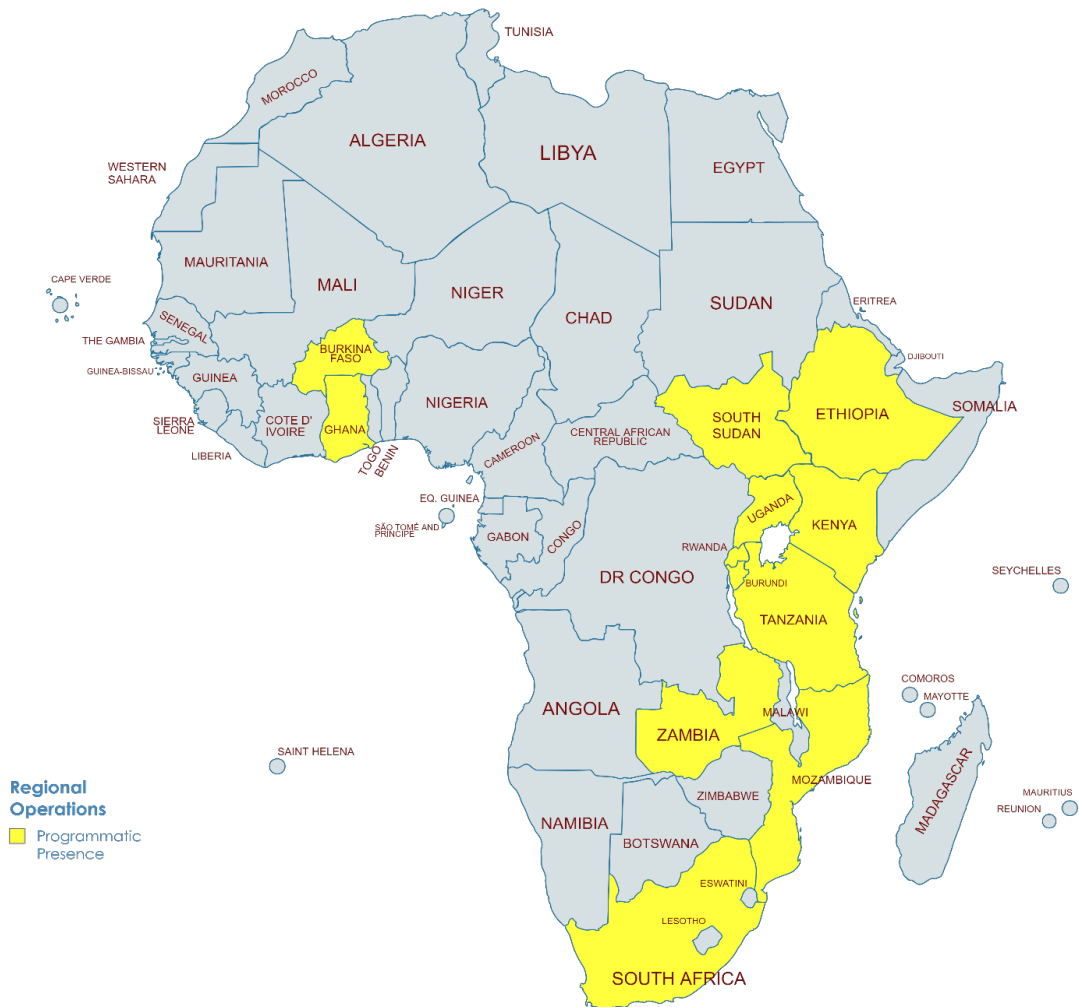 TUNISIA
MOROCCO
ALGERIA
LIBYA
EGYPT
WESTERN
SAHARA
MAURITANIA
MALI
NIGER
CHAD
SUDAN
ERITREA
CAPE VERDE
SENEGAL
THE GAMBIA
GUINEA-BISSAU
GUINEA
BURKINA
FASO
DJIBOUTI
SOMALIA
SIERRA
LEONE
LIBERIA
COTE D'
IVOIRE
GHANA
TOGO
BENIN
NIGERIA
CAMEROON
CENTRAL AFRICAN
REPUBLIC
SOUTH
SUDAN
ETHIOPIA
EQ. GUINEA
SÃO TOMÉ AND
PRINCIPE
GABON
CONGO
DR CONGO
UGANDA
KENYA
RWANDA
BURUNDI
TANZANIA
SEYCHELLES
COMOROS
MAYOTTE
ANGOLA
ZAMBIA
MALAWI
MOZAMBIQUE
SAINT HELENA
ZIMBABWE
NAMIBIA
BOTSWANA
MADAGASCAR
MAURITIUS
REUNION
ESWATINI
LESOTHO
SOUTH AFRICA
Regional
Operations
Programmatic
Presence